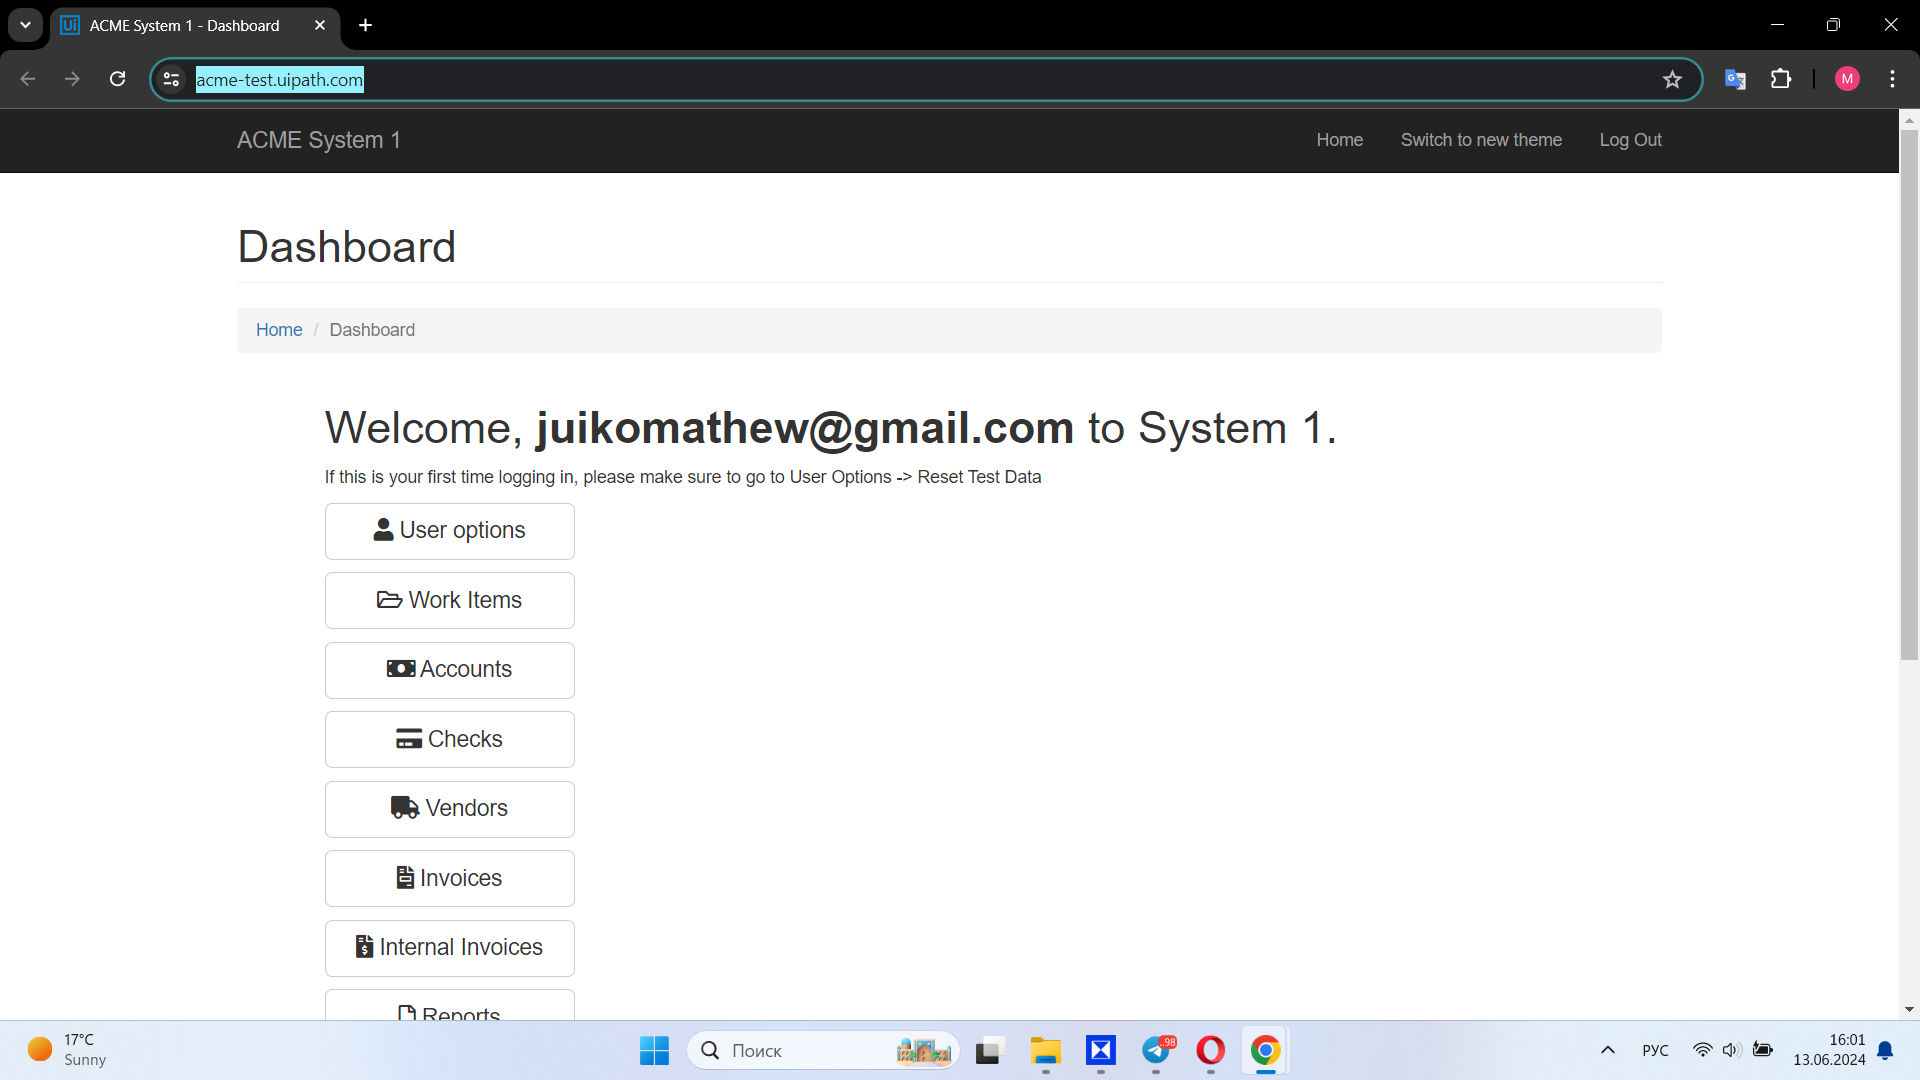 ACME System 1 - Dashboard
acme-test.uipath.com
M
ACME System 1
Home
Switch to new theme
Log Out
Dashboard
Home / Dashboard
Welcome, juikomathew@gmail.com to System 1.
If this is your first time logging in, please make sure to go to User Options -> Reset Test Data
User options
Work Items
Accounts
Checks
Vendors
Invoices
Internal Invoices
Reports
17°C
Sunny
Поиск
98
РУС
16:01
13.06.2024